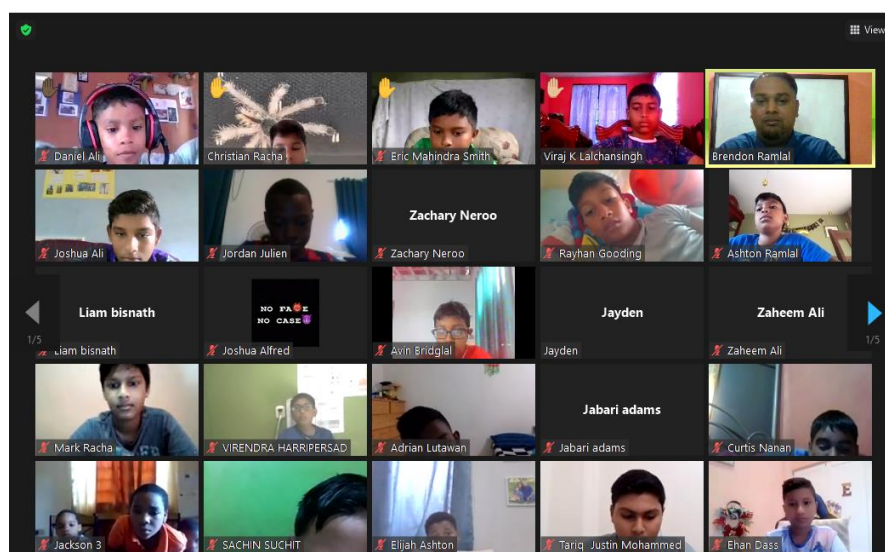 View
Daniel Ali
Christian Racha
Eric Mahindra Smith
Viraj K Lalchansingh
Brendon Ramlal
Joshua Ali
Jordan Julien
Zachary Neroo
Zachary Neroo
Rayhan Gooding
Ashton Ramlal
Liam bisnath
Liam bisnath
NO FACE
NO CASE
Joshua Alfred
Avin Bridglal
Jayden
Jayden
Zaheem Ali
Zaheem Ali
1/5
1/5
Mark Racha
VIRENDRA HARRIPERSAD
Adrian Lutawan
Jabari adams
Jabari adams
Curtis Nanan
Jackson 3
SACHIN SUCHIT
Elijah Ashton
Tariq Justin Mohammed
Ehan Dass